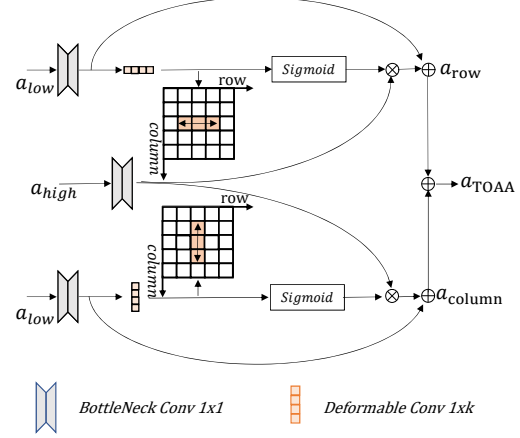 row
Sigmoid
a_row
a_low
column
a_high
a_TOAA
row
column
Sigmoid
a_column
a_low
BottleNeck Conv 1x1
Deformable Conv 1xk